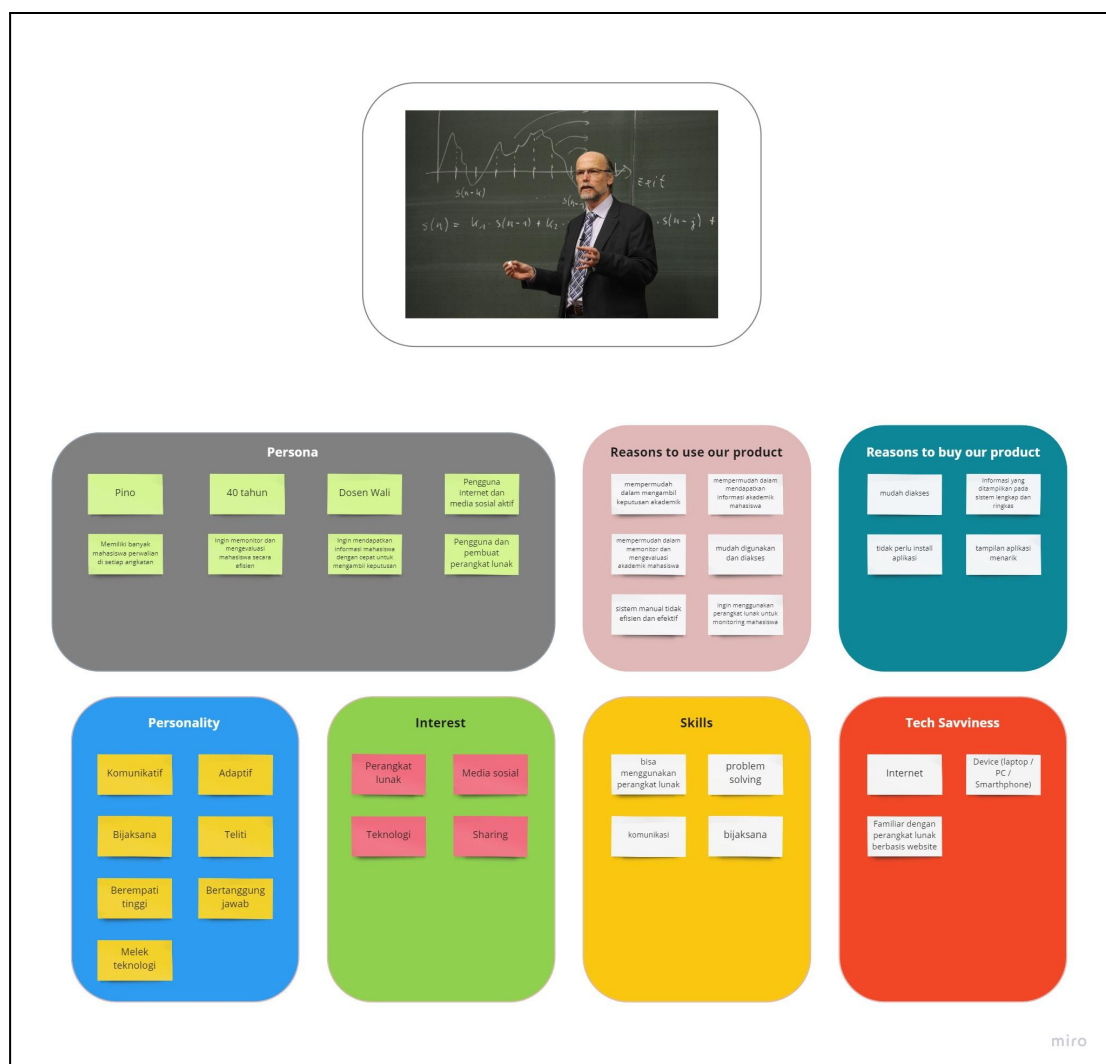 s(n-k)
Exit
s(n) = k₁ · s(n-1) + k₂ ·
· s(n-j) +
Persona
Pino
40 tahun
Dosen Wali
Pengguna
Internet dan
media sosial aktif
Memiliki banyak
mahasiswa perwalian
di setiap angkatan
Ingin memonitor dan
mengevaluasi
mahasiswa secara
efisien
Ingin mendapatkan
informasi mahasiswa
dengan cepat untuk
mengambil keputusan
Pengguna dan
pembuat
perangkat lunak
Reasons to use our product
mempermudah
dalam mengambil
keputusan akademik
mempermudah dalam
mendapatkan
informasi akademik
mahasiswa
mempermudah dalam
memonitor dan
mengevaluasi
akademik mahasiswa
mudah digunakan
dan diakses
sistem manual tidak
efisien dan efektif
ingin menggunakan
perangkat lunak untuk
monitoring mahasiswa
Reasons to buy our product
mudah diakses
informasi yang
ditampilkan pada
sistem lengkap dan
ringkas
tidak perlu install
aplikasi
tampilan aplikasi
menarik
Personality
Komunikatif
Adaptif
Bijaksana
Teliti
Berempati
tinggi
Bertanggung
jawab
Melek
teknologi
Interest
Perangkat
lunak
Media sosial
Teknologi
Sharing
Skills
bisa
menggunakan
perangkat lunak
problem
solving
komunikasi
bijaksana
Tech Savviness
Internet
Device (laptop /
PC /
Smarthphone)
Familiar dengan
perangkat lunak
berbasis website
miro